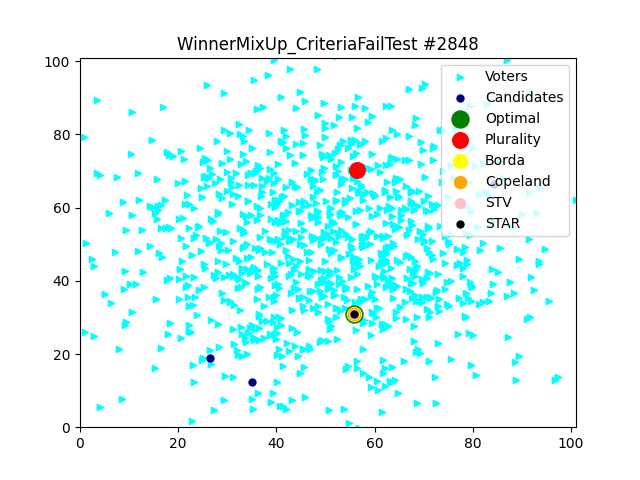 WinnerMixUp_CriteriaFailTest #2848
100
80
60
40
20
0
0
20
40
60
80
100
Voters
Candidates
Optimal
Plurality
Borda
Copeland
STV
STAR